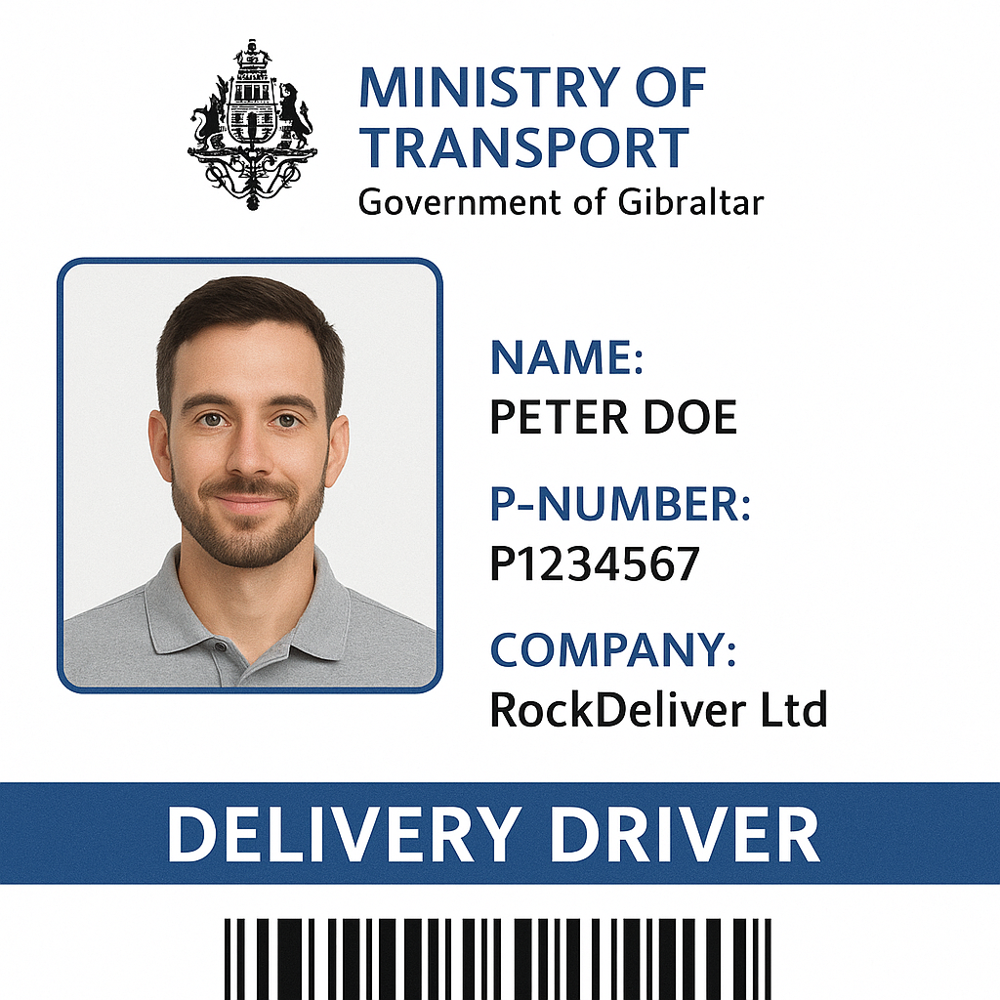 MINISTRY OF
TRANSPORT
Government of Gibraltar
NAME:
PETER DOE
P-NUMBER:
P1234567
COMPANY:
RockDeliver Ltd
DELIVERY DRIVER